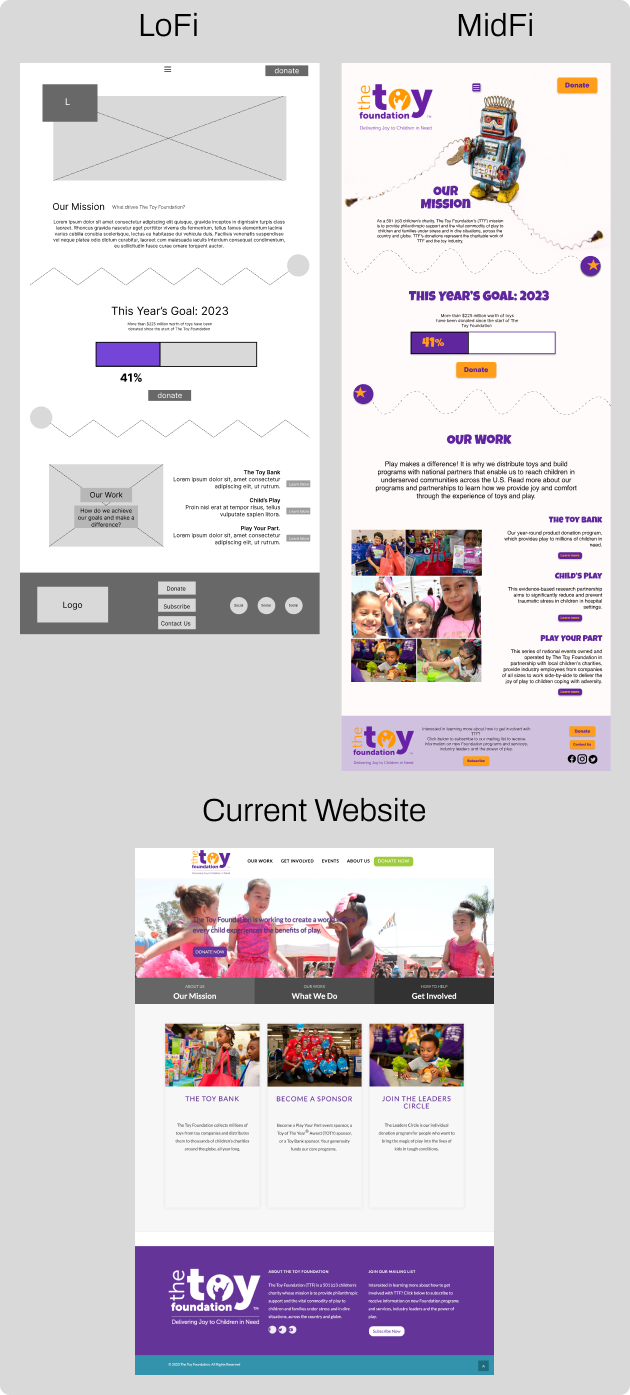 LoFi
donate
L
Our Mission What drives The Toy Foundation?
Lorem ipsum dolor sit amet consectetur adipiscing elit quisque, gravida inceptos in dignissim turpis class
laoreet. Rhoncus gravida nascetur eget porttitor viverra dis fermentum, tellus fames elementum lacinia
varius cubilia conubia vestibulum tempor scelerisque, lectus ex habitasse dui vehicula duis. Facilisis venenatis suspendisse
vel neque platea odio dictum curabitur, laoreet cam malesuada iaculis interdum consequat condimentum,
eu sollicitudin fusce ornare torquent auctor.
This Year's Goal: 2023
More than $225 million worth of toys have been
donated since the start of The Toy Foundation
41%
donate
Our Work
How do we achieve
our goals and make a
difference?
The Toy Bank
Lorem ipsum dolor sit, amet consectetur
adipiscing elit, ut rutrum.
Learn More
Child's Play
Proin nisl erat at tempor risus, tellus
vulputate sapien litora.
Learn More
Play Your Part.
Lorem ipsum dolor sit, amet consectetur
adipiscing elit, ut rutrum.
Learn More
Logo
Donate
Subscribe
Contact Us
MidFi
the toy
foundation
TM
Delivering Joy to Children in Need
Donate
OUR
MISSION
As a 501 (c)3 children's charity, The Toy Foundation's (TTF) mission
is to provide philanthropic support and the vital commodity of play to
children and families under stress and in dire situations, across the
country and globe. TTF's donations represent the charitable work of
TTF and the toy industry.
THIS YEAR'S GOAL: 2023
More than $225 million worth of toys
have been donated since the start of The
Toy Foundation
41%
Donate
OUR WORK
Play makes a difference! It is why we distribute toys and build
programs with national partners that enable us to reach children in
underserved communities across the U.S. Read more about our
programs and partnerships to learn how we provide joy and comfort
through the experience of toys and play.
THE TOY BANK
Our year-round product donation program,
which provides play to millions of children in
need.
Learn more
CHILD'S PLAY
This evidence-based research partnership
aims to significantly reduce and prevent
traumatic stress in children in hospital
settings.
Learn more
PLAY YOUR PART
This series of national events owned and
operated by The Toy Foundation in
partnership with local children's charities,
provide industry employees from companies
of all sizes to work side-by-side to deliver the
joy of play to children coping with adversity.
Learn more
the toy
foundation
Delivering Joy to Children in Need
Interested in learning more about how to get involved with
TTF?
Click below to subscribe to our mailing list to receive
information on new Foundation programs and services,
industry leaders and the power of play.
Subscribe
Donate
Contact Us
Current Website
the toy
foundation
OUR WORK GET INVOLVED EVENTS ABOUT US DONATE NOW
The Toy Foundation is working to create a world where
every child experiences the benefits of play.
DONATE NOW
ABOUT US
Our Mission
OUR WORK
What We Do
HOW TO HELP
Get Involved
THE TOY BANK
The Toy Foundation collects millions of
toys from toy companies and distributes
them to thousands of children's charities
around the globe, all year long.
BECOME A SPONSOR
Become a Play Your Part event sponsor, a
Toy of The Year® Award (TOTY) sponsor,
or a Toy Bank sponsor. Your generosity
funds our core programs.
JOIN THE LEADERS
CIRCLE
The Leaders Circle is our individual
donation program for people who want to
bring the magic of play into the lives of
kids in tough conditions.
the toy
foundation
TM
Delivering Joy to Children in Need
ABOUT THE TOY FOUNDATION
The Toy Foundation (TTF) is a 501 (c)3 children's
charity whose mission is to provide philanthropic
support and the vital commodity of play to
children and families under stress and in dire
situations, across the country and globe.
JOIN OUR MAILING LIST
Interested in learning more about how to get
involved with TTF? Click below to subscribe to
receive information on new Foundation programs
and services, industry leaders and the power of
play.
Subscribe Now
© 2023 The Toy Foundation. All Rights Reserved